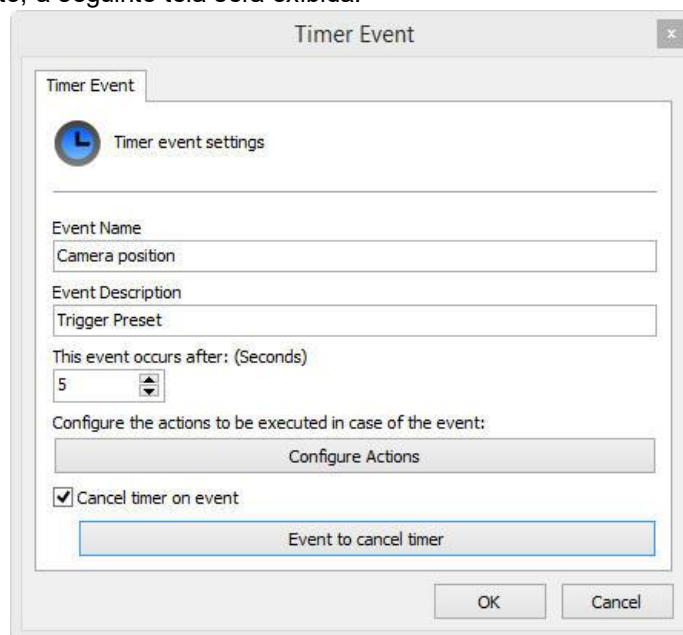 a seguinte tela será exibida:
Timer Event
x
Timer Event
Timer event settings
Event Name
Camera position
Event Description
Trigger Preset
This event occurs after: (Seconds)
5
Configure the actions to be executed in case of the event:
Configure Actions
Cancel timer on event
Event to cancel timer
OK Cancel